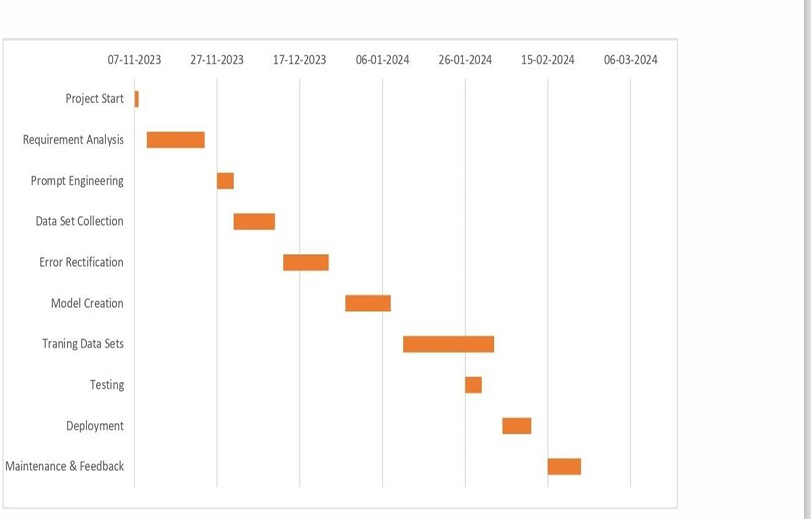 07-11-2023 27-11-2023 17-12-2023 06-01-2024 26-01-2024 15-02-2024 06-03-2024
Project Start
Requirement Analysis
Prompt Engineering
Data Set Collection
Error Rectification
Model Creation
Traning Data Sets
Testing
Deployment
Maintenance & Feedback